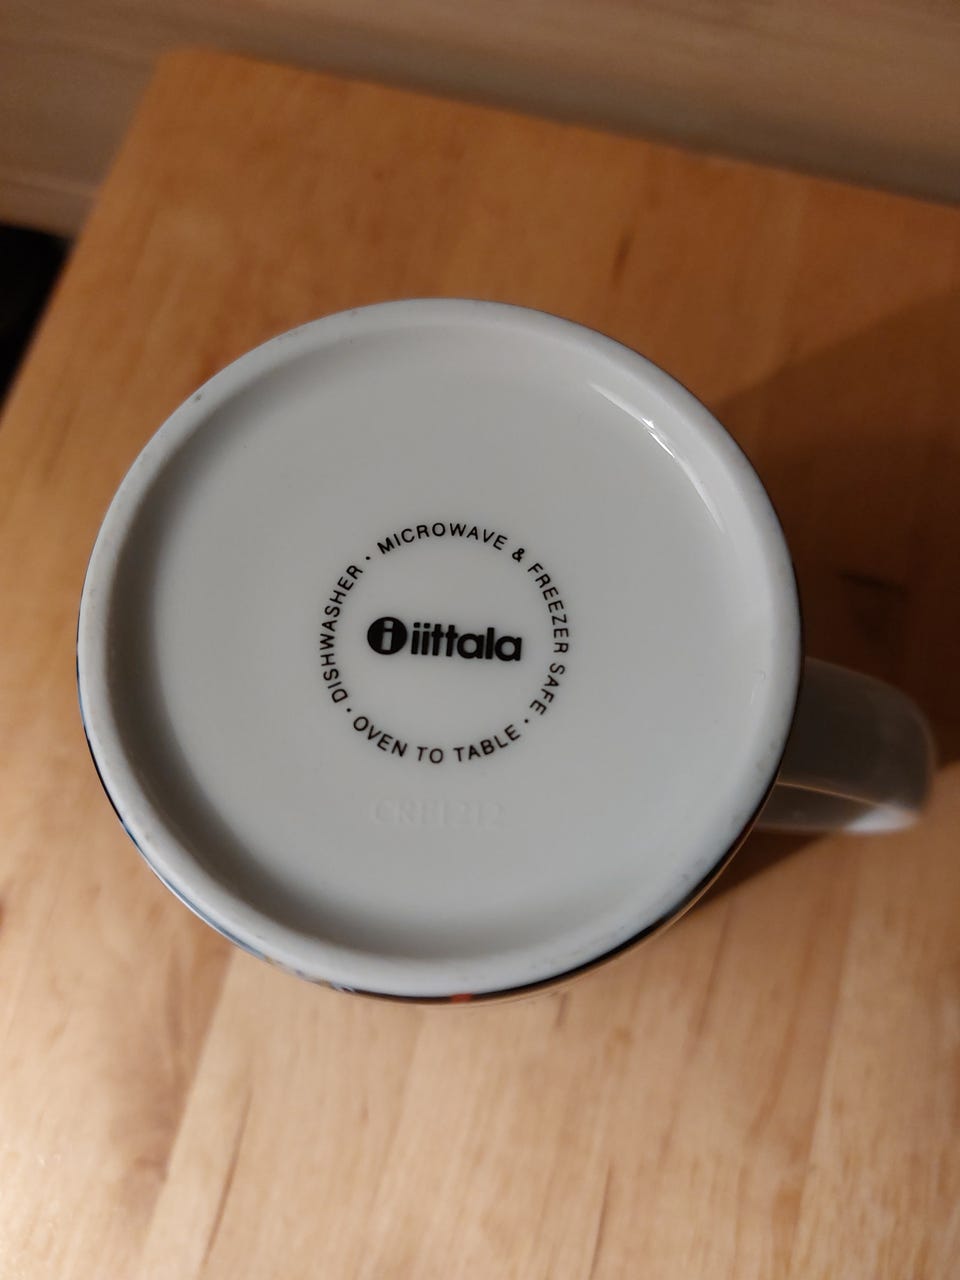 DISHWASHER · MICROWAVE & FREEZER SAFE · OVEN TO TABLE ·
i iittala